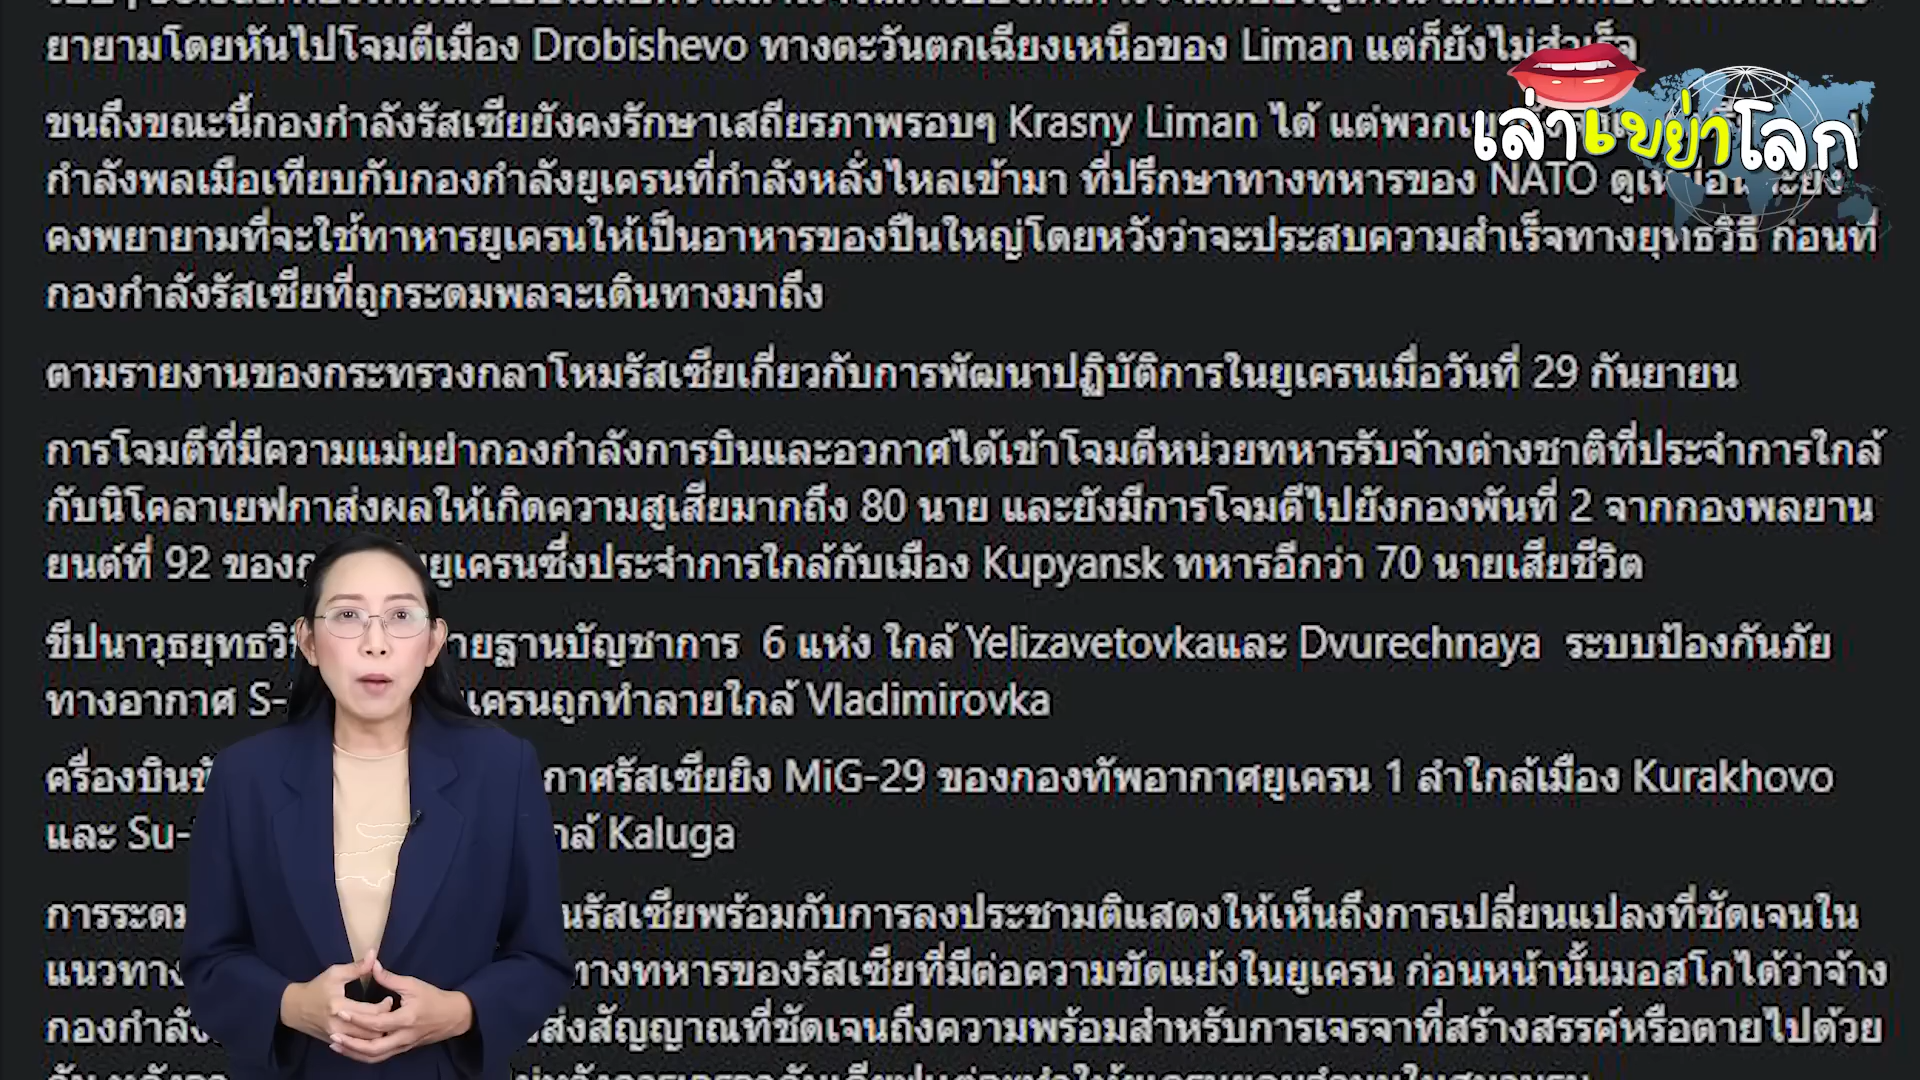 ยายามโดยหันไปโจมตีเมือง Drobishevo ทางตะวันตกเฉียงเหนือของ Liman แต่ก็ยังไม่สำเร็จ
เล่าเขย่าโลก
ขนถึงขณะนี้กองกำลังรัสเซียยังคงรักษาเสถียรภาพรอบๆ Krasny Liman ได้ แต่พวกเขา
กำลังพลเมือเทียบกับกองกำลังยูเครนที่กำลังหลั่งไหลเข้ามา ที่ปรึกษาทางทหารของ NATO ดูเหมือน จะยัง
คงพยายามที่จะใช้ทาหารยูเครนให้เป็นอาหารของปืนใหญ่โดยหวังว่าจะประสบความสำเร็จทางยุทธวิธี ก่อนที่
กองกำลังรัสเซียที่ถูกระดมพลจะเดินทางมาถึง
ตามรายงานของกระทรวงกลาโหมรัสเซียเกี่ยวกับการพัฒนาปฏิบัติการในยูเครนเมื่อวันที่ 29 กันยายน
การโจมตีที่มีความแม่นยำกองกำลังการบินและอวกาศได้เข้าโจมตีหน่วยทหารรับจ้างต่างชาติที่ประจำการใกล้
กับนิโคลาเยฟกาส่งผลให้เกิดความสูเสียมากถึง 80 นาย และยังมีการโจมตีไปยังกองพันที่ 2 จากกองพลยาน
ยนต์ที่ 92 ของ ยูเครนซึ่งประจำการใกล้กับเมือง Kupyansk ทหารอีกว่า 70 นายเสียชีวิต
ขีปนาวุธยุทธวิ ายฐานบัญชาการ 6 แห่ง ใกล้ Yelizavetovkaและ Dvurechnaya ระบบป้องกันภัย
ทางอากาศ S- เครนถูกทำลายใกล้ Vladimirovka
ครื่องบินขั กาศรัสเซียยิง MiG-29 ของกองทัพอากาศยูเครน 1 ลำใกล้เมือง Kurakhovo
และ Su- กล้ Kaluga
การระดม นรัสเซียพร้อมกับการลงประชามติแสดงให้เห็นถึงการเปลี่ยนแปลงที่ชัดเจนใน
แนวทาง ทางทหารของรัสเซียที่มีต่อความขัดแย้งในยูเครน ก่อนหน้านั้นมอสโกได้ว่าจ้าง
กองกำลัง ส่งสัญญาณที่ชัดเจนถึงความพร้อมสำหรับการเจรจาที่สร้างสรรค์หรือตายไปด้วย